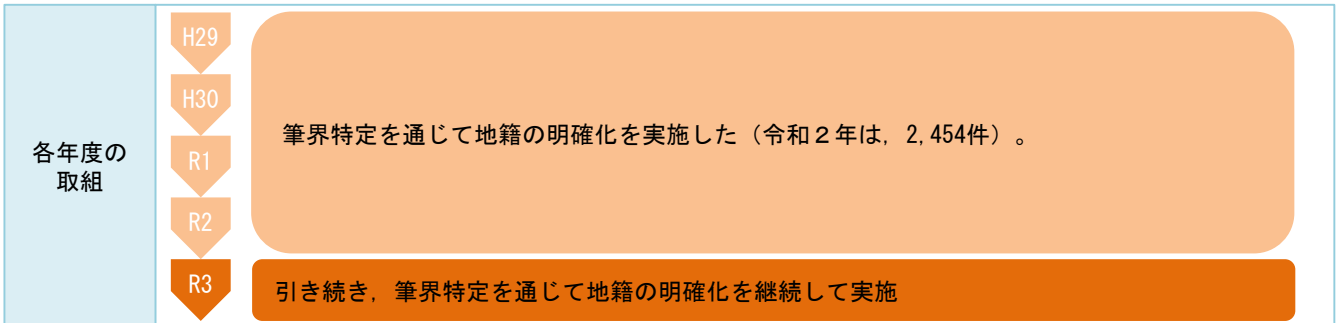 各年度の
取組
H29
H30
R1
R2
R3
筆界特定を通じて地籍の明確化を実施した（令和２年は，2,454件）。
引き続き，筆界特定を通じて地籍の明確化を継続して実施